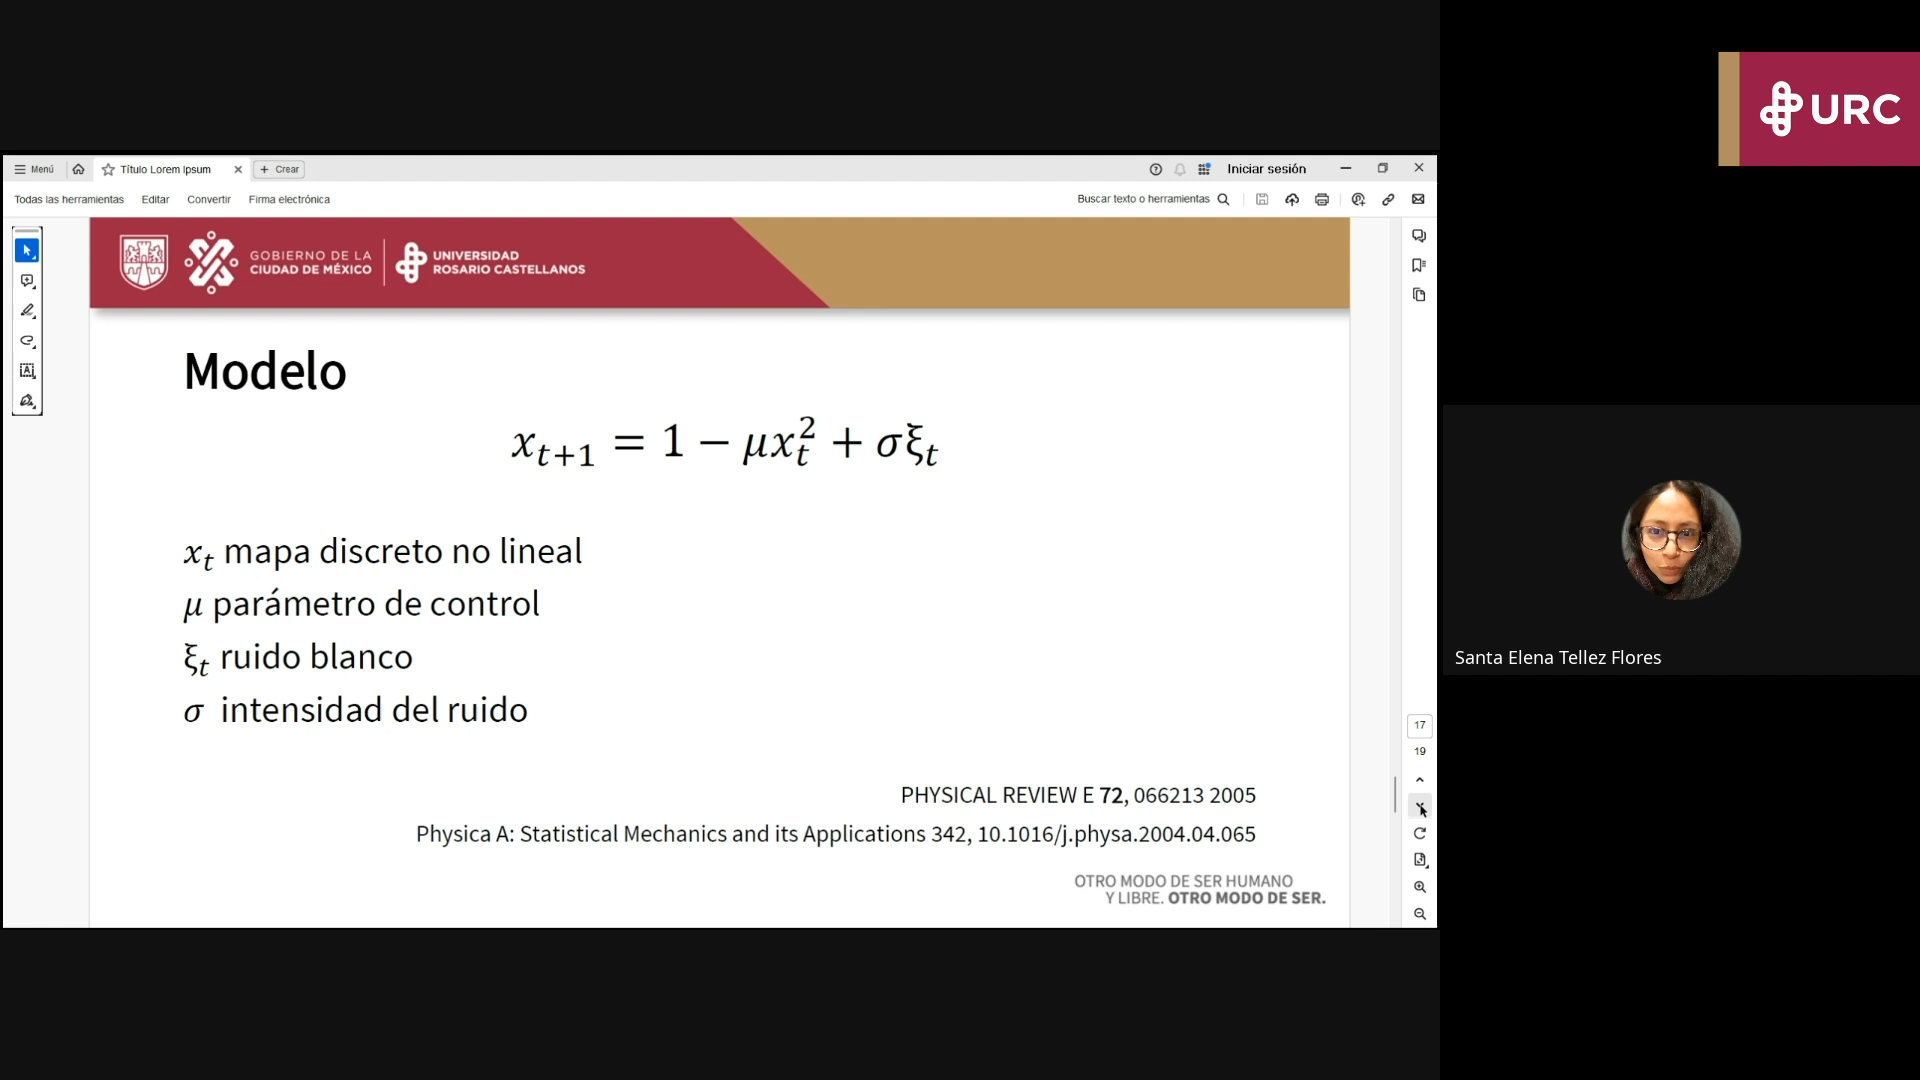 URC
Menú
Título Lorem Ipsum
Crear
Iniciar sesión
Todas las herramientas
Editar
Convertir
Firma electrónica
Buscar texto o herramientas
GOBIERNO DE LA
CIUDAD DE MÉXICO
UNIVERSIDAD
ROSARIO CASTELLANOS
Modelo
x_{t+1} = 1 − μx_t^2 + σξ_t
x_t mapa discreto no lineal
μ parámetro de control
ξ_t ruido blanco
σ intensidad del ruido
PHYSICAL REVIEW E 72, 066213 2005
Physica A: Statistical Mechanics and its Applications 342, 10.1016/j.physa.2004.04.065
OTRO MODO DE SER HUMANO
Y LIBRE. OTRO MODO DE SER.
17
19
Santa Elena Tellez Flores